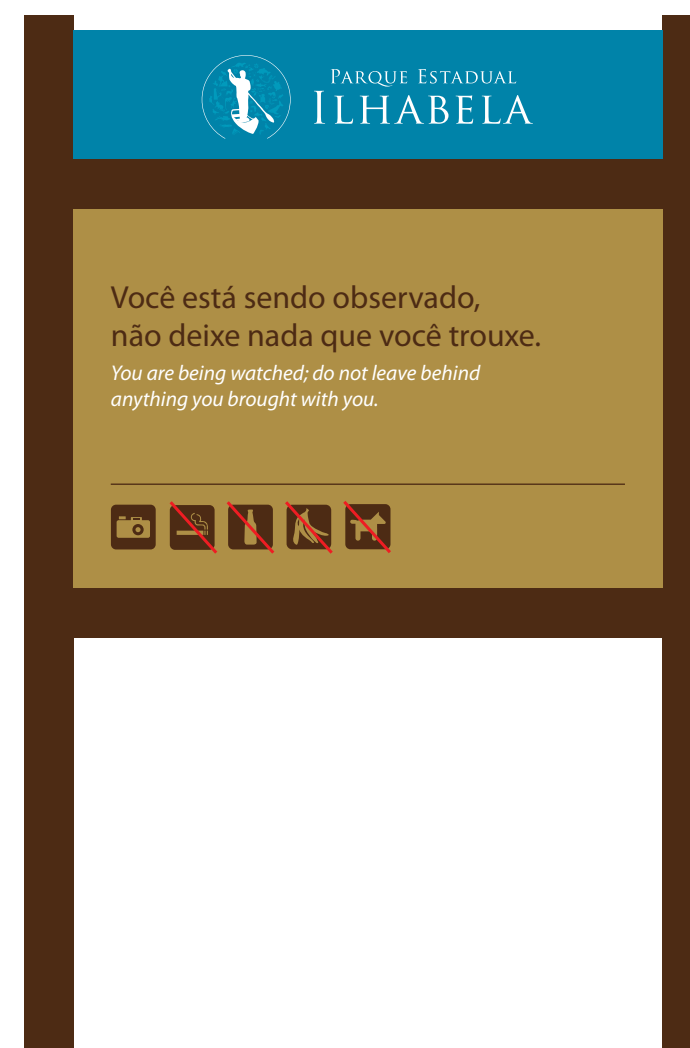 Parque Estadual
Ilhabela
Você está sendo observado,
não deixe nada que você trouxe.
You are being watched; do not leave behind
anything you brought with you.